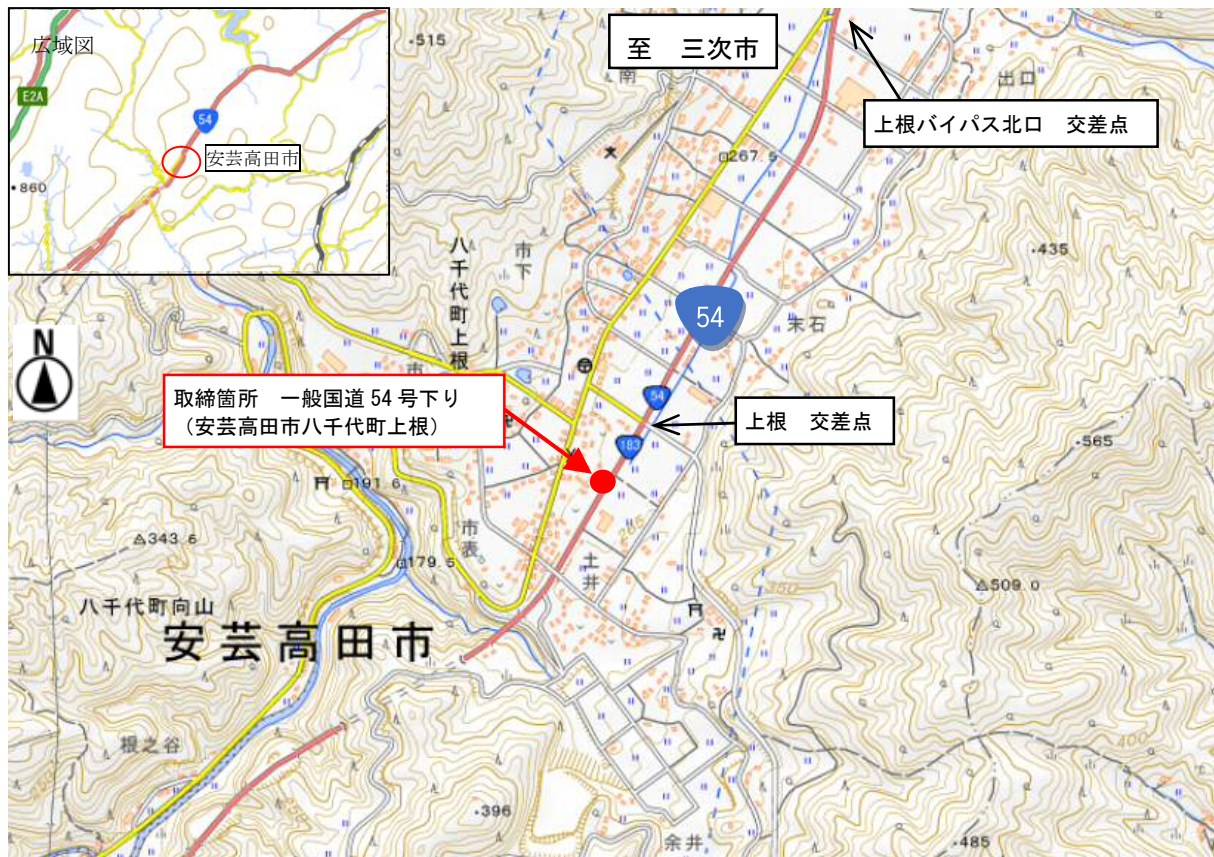 広域図
E2A
54
安芸高田市
860
515
至 三次市
南
出口
上根バイパス北口 交差点
267.5
435
市下
八千代町上根
54
末石
N
取締箇所 一般国道 54 号下り
（安芸高田市八千代町上根）
市
54
上根 交差点
183
565
191.6
市表
343.6
179.5
土井
265
350
509.0
八千代町向山
安芸高田市
根之谷
400
396
余井
485